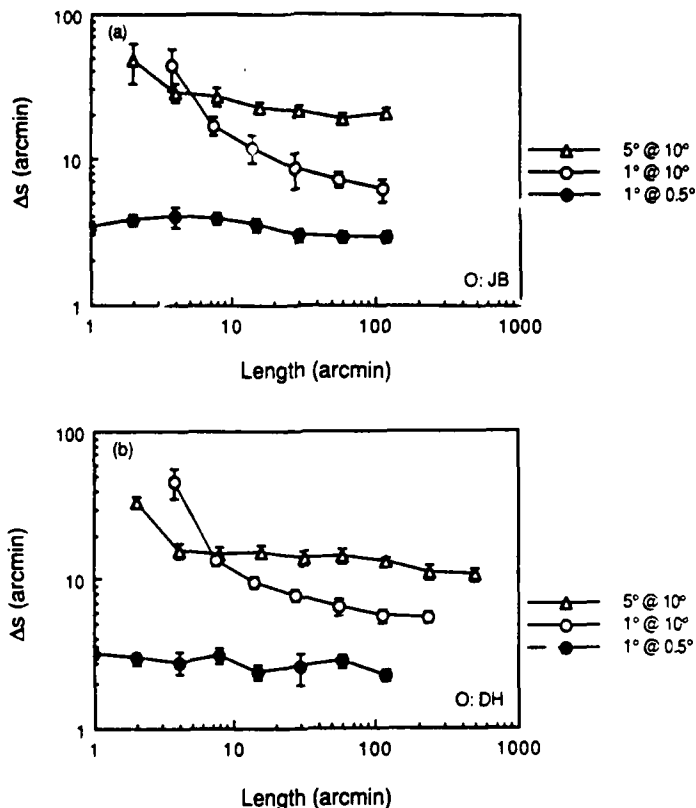 100
(a)
10
1
Δs (arcmin)
1 10 100 1000
Length (arcmin)
O: JB
5° @ 10°
1° @ 10°
1° @ 0.5°
100
(b)
10
1
Δs (arcmin)
1 10 100 1000
Length (arcmin)
O: DH
5° @ 10°
1° @ 10°
1° @ 0.5°